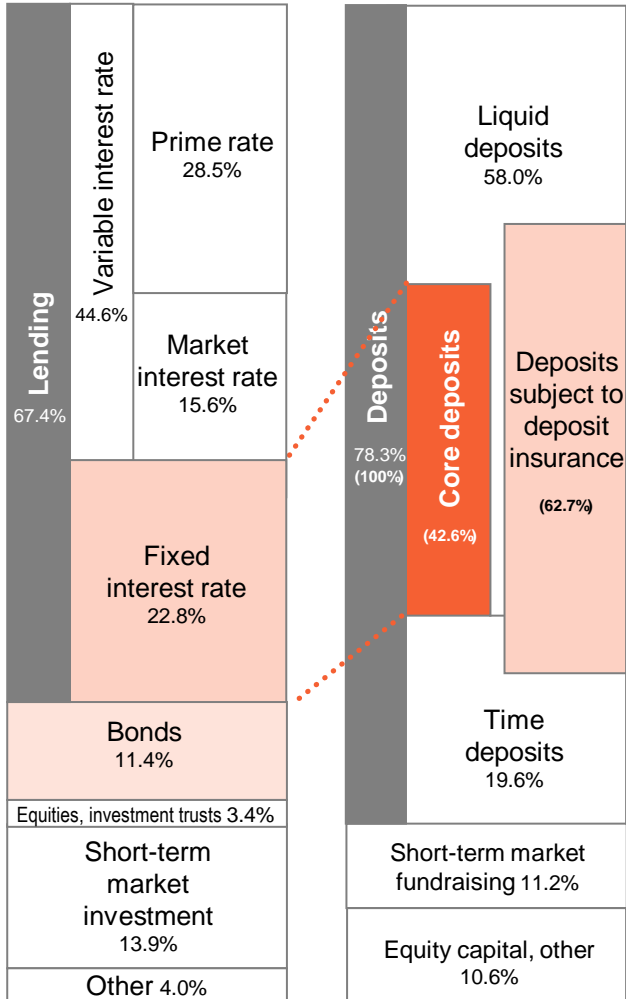 Lending
67.4%
Variable interest rate
44.6%
Prime rate
28.5%
Market
interest rate
15.6%
Fixed
interest rate
22.8%
Bonds
11.4%
Equities, investment trusts 3.4%
Short-term
market
investment
13.9%
Other 4.0%
Deposits
78.3%
(100%)
Liquid
deposits
58.0%
Core deposits
(42.6%)
Deposits
subject to
deposit
insurance
(62.7%)
Time
deposits
19.6%
Short-term market
fundraising 11.2%
Equity capital, other
10.6%